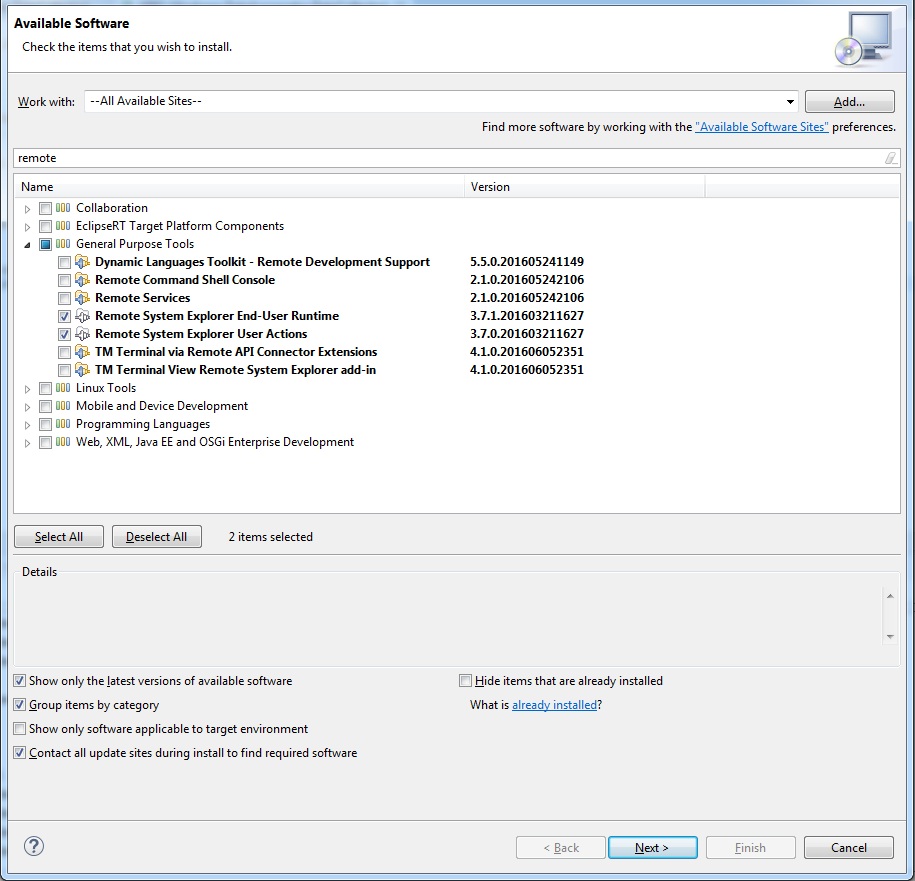 Available Software
Check the items that you wish to install.
Work with: --All Available Sites-- Add...
Find more software by working with the "Available Software Sites" preferences.
remote
Name Version
Collaboration
EclipseRT Target Platform Components
General Purpose Tools
Dynamic Languages Toolkit - Remote Development Support 5.5.0.201605241149
Remote Command Shell Console 2.1.0.201605242106
Remote Services 2.1.0.201605242106
Remote System Explorer End-User Runtime 3.7.1.201603211627
Remote System Explorer User Actions 3.7.0.201603211627
TM Terminal via Remote API Connector Extensions 4.1.0.201606052351
TM Terminal View Remote System Explorer add-in 4.1.0.201606052351
Linux Tools
Mobile and Device Development
Programming Languages
Web, XML, Java EE and OSGi Enterprise Development
Select All Deselect All 2 items selected
Details
Show only the latest versions of available software Hide items that are already installed
Group items by category What is already installed?
Show only software applicable to target environment
Contact all update sites during install to find required software
? < Back Next > Finish Cancel